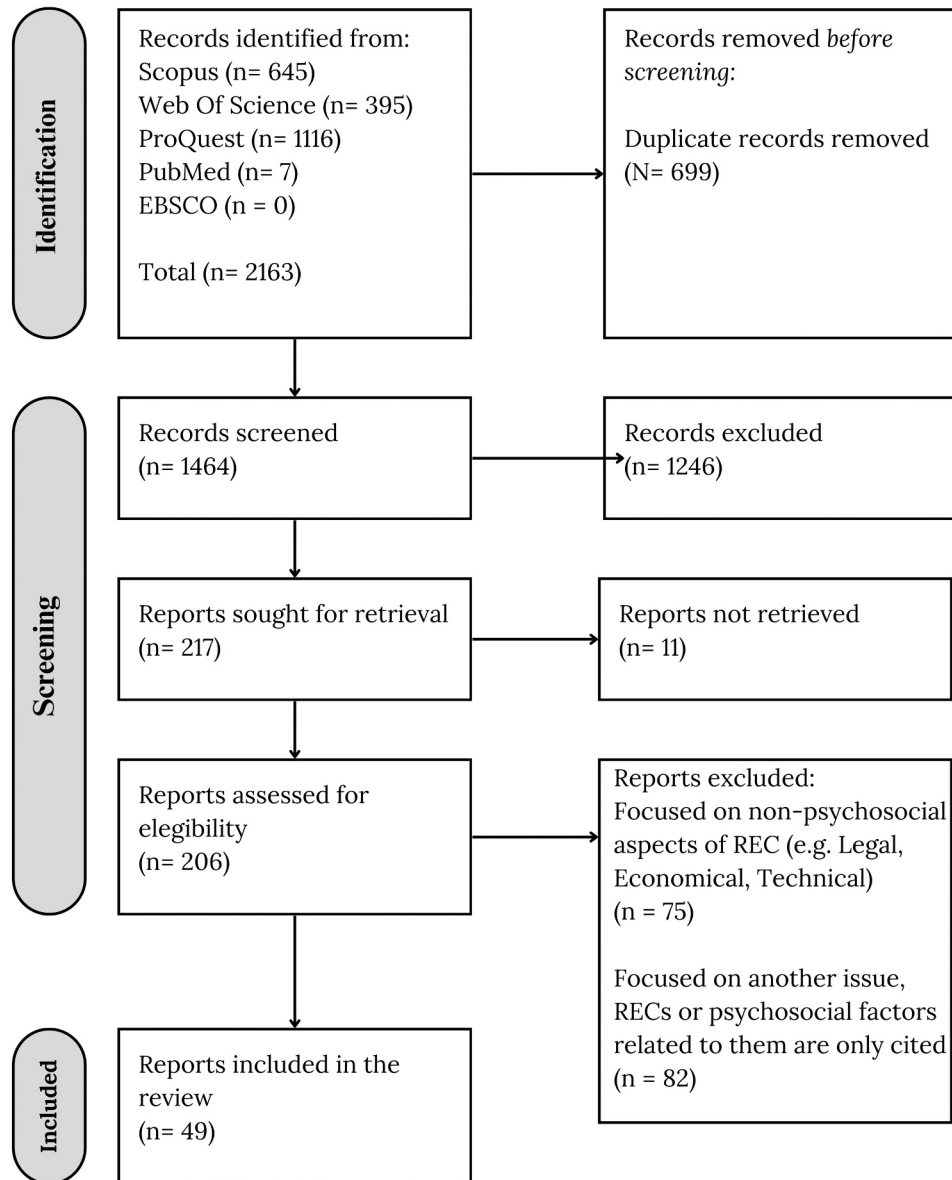 Identification
Records identified from:
Scopus (n= 645)
Web Of Science (n= 395)
ProQuest (n= 1116)
PubMed (n= 7)
EBSCO (n = 0)
Total (n= 2163)
Records removed before
screening:
Duplicate records removed
(N= 699)
Screening
Records screened
(n= 1464)
Records excluded
(n= 1246)
Reports sought for retrieval
(n= 217)
Reports not retrieved
(n= 11)
Reports assessed for
elegibility
(n= 206)
Reports excluded:
Focused on non-psychosocial
aspects of REC (e.g. Legal,
Economical, Technical)
(n = 75)
Focused on another issue,
RECs or psychosocial factors
related to them are only cited
(n = 82)
Included
Reports included in the
review
(n= 49)